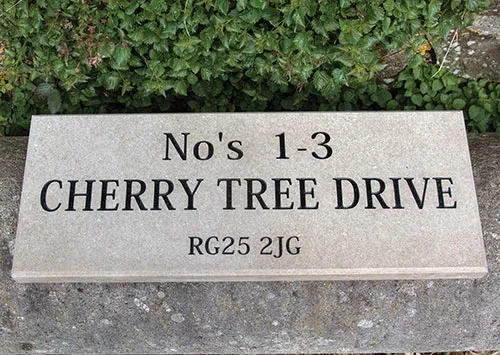 No's 1-3
CHERRY TREE DRIVE
RG25 2JG